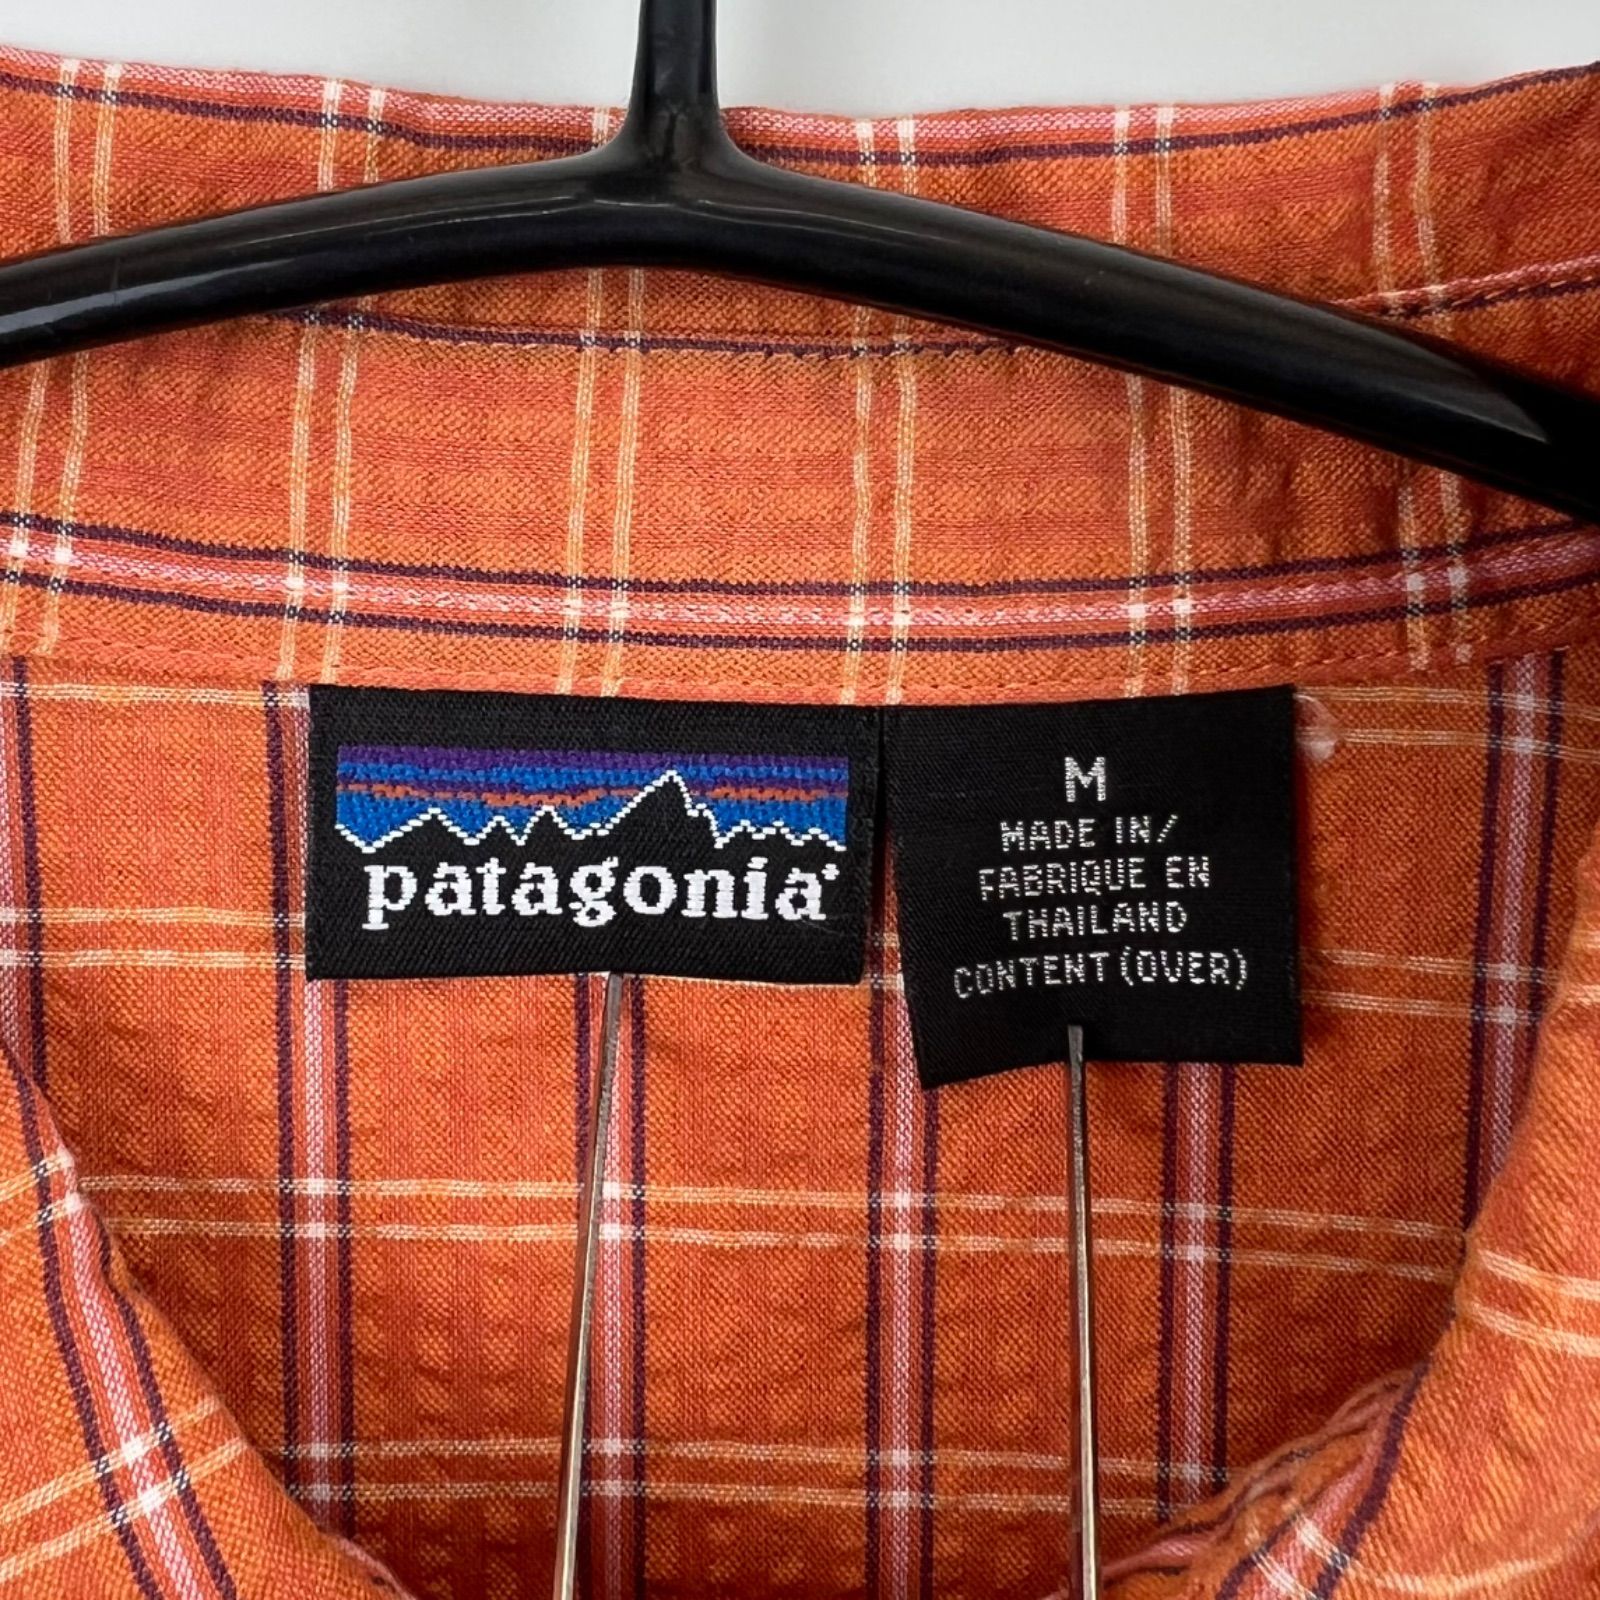 patagonia
M
MADE IN/
FABRIQUE EN
THAILAND
CONTENT (OVER)